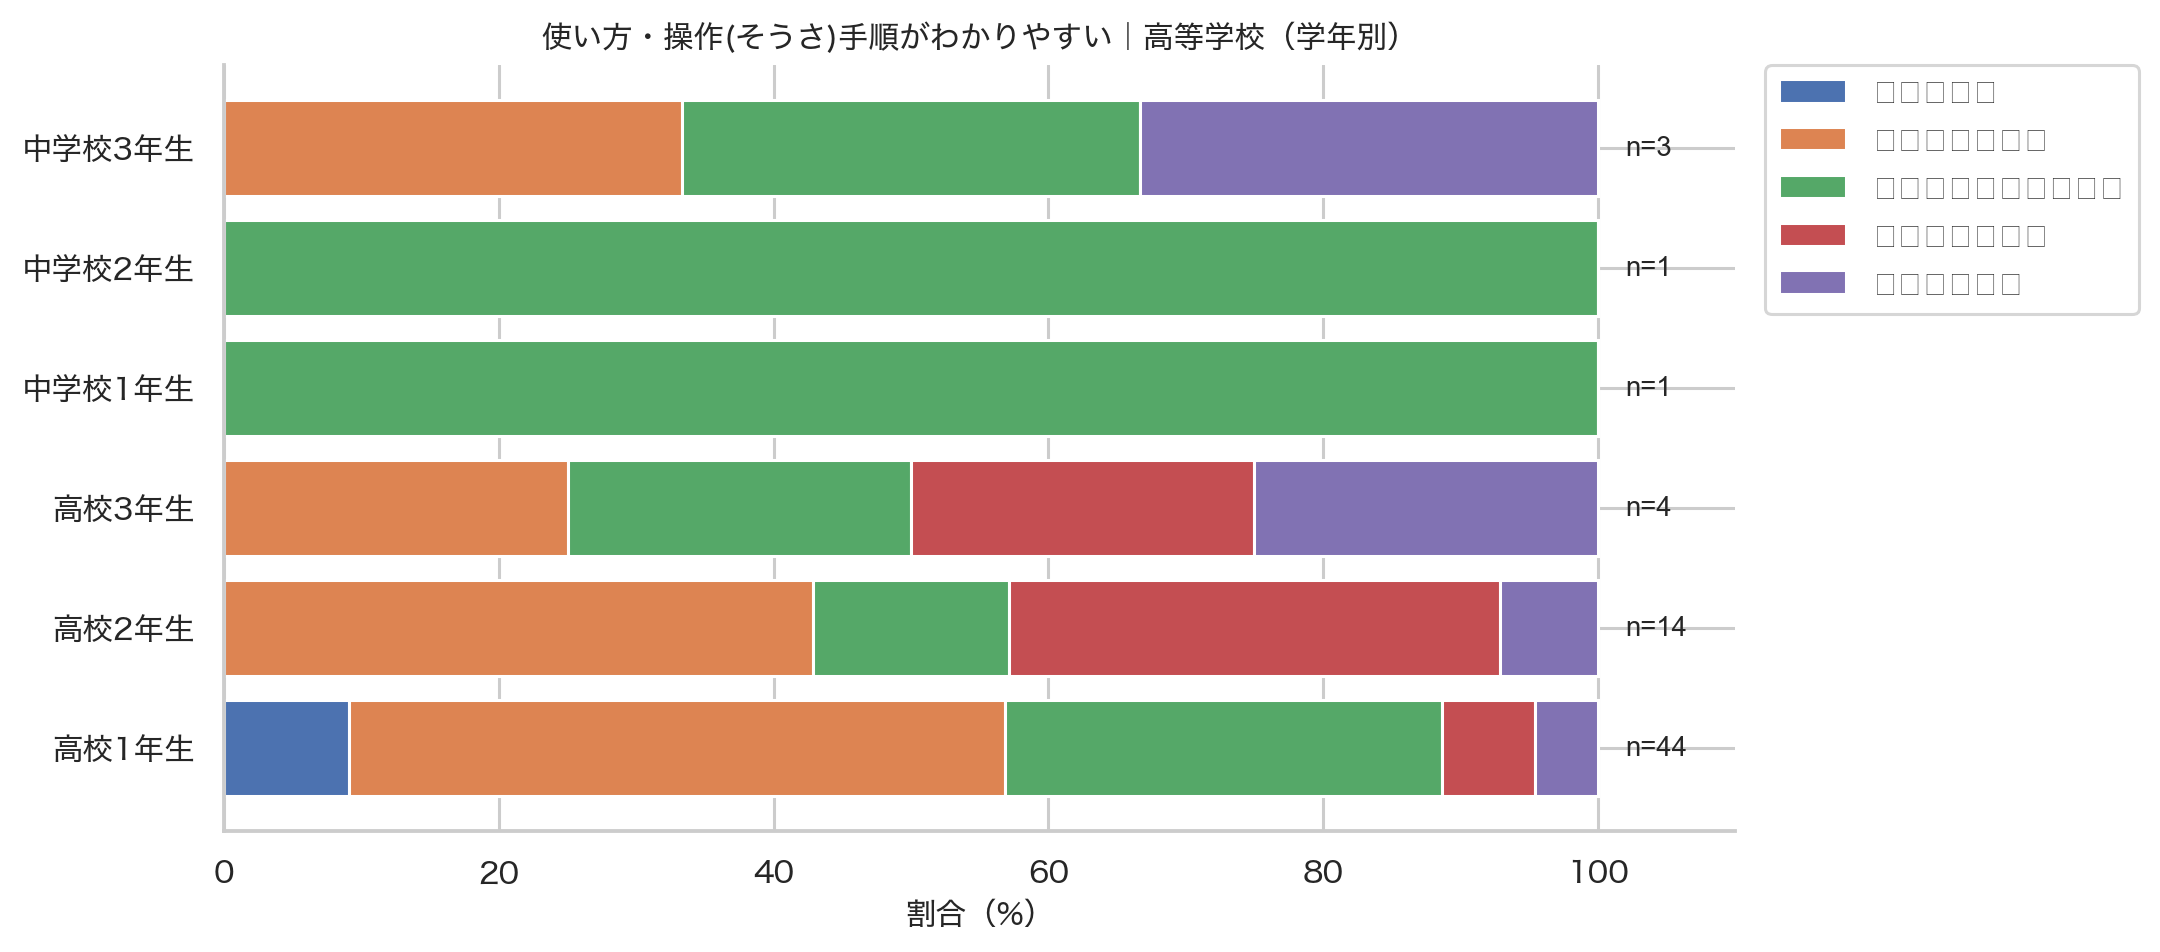 使い方・操作(そうさ)手順がわかりやすい｜高等学校（学年別）
中学校3年生
n=3
中学校2年生
n=1
中学校1年生
n=1
高校3年生
n=4
高校2年生
n=14
高校1年生
n=44
0 20 40 60 80 100
割合（%）